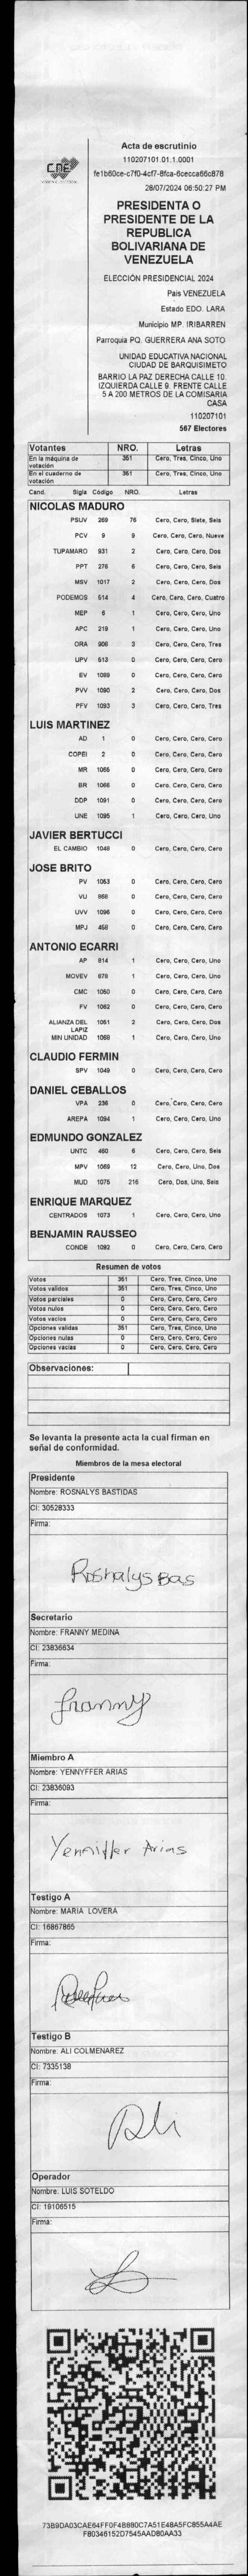 CNE
Acta de escrutinio
110207101.01.1.0001
fe1b60ce-c7f0-4cf7-8fca-6cecca66c878
28/07/2024 06:50:27 PM
PRESIDENTA O
PRESIDENTE DE LA
REPUBLICA
BOLIVARIANA DE
VENEZUELA
ELECCIÓN PRESIDENCIAL 2024
Pais VENEZUELA
Estado EDO. LARA
Municipio MP. IRIBARREN
Parroquia PQ. GUERRERA ANA SOTO
UNIDAD EDUCATIVA NACIONAL
CIUDAD DE BARQUISIMETO
BARRIO LA PAZ DERECHA CALLE 10.
IZQUIERDA CALLE 9. FRENTE CALLE
5 A 200 METROS DE LA COMISARIA
CASA
110207101
567 Electores
Votantes NRO. Letras
En la máquina de votación 361 Cero, Tres, Cinco, Uno
En el cuaderno de votación 351 Cero, Tres, Cinco, Uno
Cand. Sigla Código NRO. Letras
NICOLAS MADURO
PSUV 269 76 Cero, Cero, Siete, Seis
PCV 9 9 Cero, Cero, Cero, Nueve
TUPAMARO 931 2 Cero, Cero, Cero, Dos
PPT 276 6 Cero, Cero, Cero, Seis
MSV 1017 2 Cero, Cero, Cero, Dos
PODEMOS 514 4 Cero, Cero, Cero, Cuatro
MEP 6 1 Cero, Cero, Cero, Uno
APC 219 1 Cero, Cero, Cero, Uno
ORA 906 3 Cero, Cero, Cero, Tres
UPV 513 0 Cero, Cero, Cero, Cero
EV 1089 0 Cero, Cero, Cero, Cero
PVV 1090 2 Cero, Cero, Cero, Dos
PFV 1093 3 Cero, Cero, Cero, Tres
LUIS MARTINEZ
AD 1 0 Cero, Cero, Cero, Cero
COPEI 2 0 Cero, Cero, Cero, Cero
MR 1065 0 Cero, Cero, Cero, Cero
BR 1066 0 Cero, Cero, Cero, Cero
DDP 1091 0 Cero, Cero, Cero, Cero
UNE 1095 1 Cero, Cero, Cero, Uno
JAVIER BERTUCCI
EL CAMBIO 1048 0 Cero, Cero, Cero, Cero
JOSE BRITO
PV 1053 0 Cero, Cero, Cero, Cero
VU 868 0 Cero, Cero, Cero, Cero
UVV 1096 0 Cero, Cero, Cero, Cero
MPJ 458 0 Cero, Cero, Cero, Cero
ANTONIO ECARRI
AP 814 1 Cero, Cero, Cero, Uno
MOVEV 878 1 Cero, Cero, Cero, Uno
CMC 1050 0 Cero, Cero, Cero, Cero
FV 1062 0 Cero, Cero, Cero, Cero
ALIANZA DEL LAPIZ 1061 2 Cero, Cero, Cero, Dos
MIN UNIDAD 1068 1 Cero, Cero, Cero, Uno
CLAUDIO FERMIN
SPV 1049 0 Cero, Cero, Cero, Cero
DANIEL CEBALLOS
VPA 236 0 Cero, Cero, Cero, Cero
AREPA 1094 1 Cero, Cero, Cero, Uno
EDMUNDO GONZALEZ
UNTC 460 6 Cero, Cero, Cero, Seis
MPV 1069 12 Cero, Cero, Uno, Dos
MUD 1075 216 Cero, Dos, Uno, Seis
ENRIQUE MARQUEZ
CENTRADOS 1073 1 Cero, Cero, Cero, Uno
BENJAMIN RAUSSEO
CONDE 1092 0 Cero, Cero, Cero, Cero
Resumen de votos
Votos 351 Cero, Tres, Cinco, Uno
Votos validos 351 Cero, Tres, Cinco, Uno
Votos parciales 0 Cero, Cero, Cero, Cero
Votos nulos 0 Cero, Cero, Cero, Cero
Votos vacios 0 Cero, Cero, Cero, Cero
Opciones validas 351 Cero, Tres, Cinco, Uno
Opciones nulas 0 Cero, Cero, Cero, Cero
Opciones vacias 0 Cero, Cero, Cero, Cero
Observaciones:
Se levanta la presente acta la cual firman en
señal de conformidad.
Miembros de la mesa electoral
Presidente
Nombre: ROSNALYS BASTIDAS
CI: 30528333
Firma:
Rosnalys Bas
Secretario
Nombre: FRANNY MEDINA
CI: 23836634
Firma:
franny
Miembro A
Nombre: YENNYFFER ARIAS
CI: 23836093
Firma:
Yenniffer Arias
Testigo A
Nombre: MARIA LOVERA
CI: 16867865
Firma:
Testigo B
Nombre: ALI COLMENAREZ
CI: 7335138
Firma:
Ali
Operador
Nombre: LUIS SOTELDO
CI: 19106515
Firma:
73B9DA03CAE64FF0F4B880C7A51E48A5FC855A4AE
F80346152D7545AAD80AA33